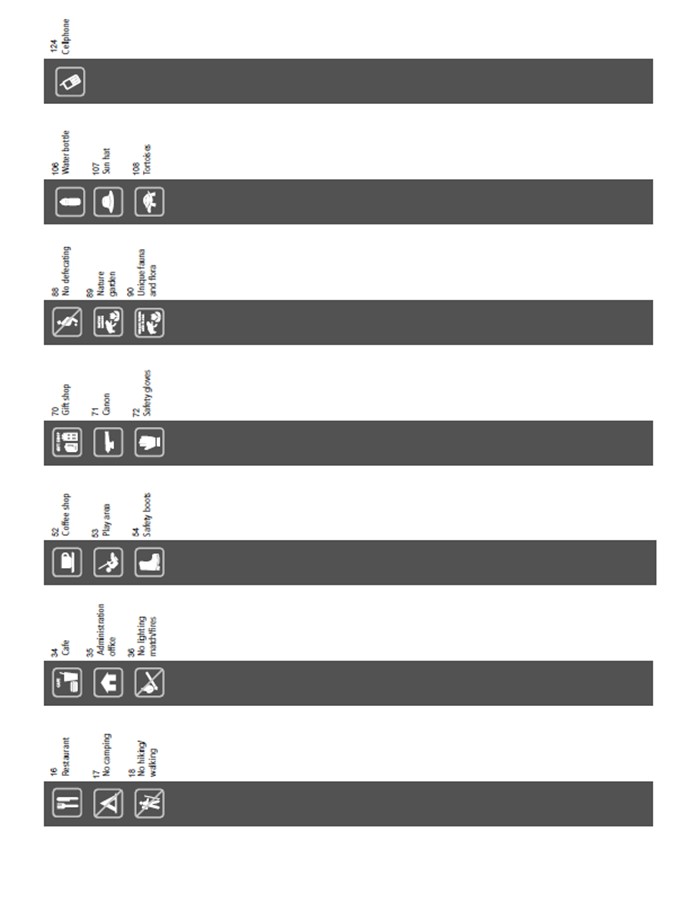 16
Restaurant
17
No camping
18
No hiking/
walking
34
Cafe
35
Administration
office
36
No lighting
match/fires
52
Coffee shop
53
Play area
54
Safety boots
70
Gift shop
71
Canon
72
Safety gloves
88
No defecating
89
Nature
garden
90
Unique fauna
and flora
106
Water bottle
107
Sun hat
108
Tortoises
124
Cellphone